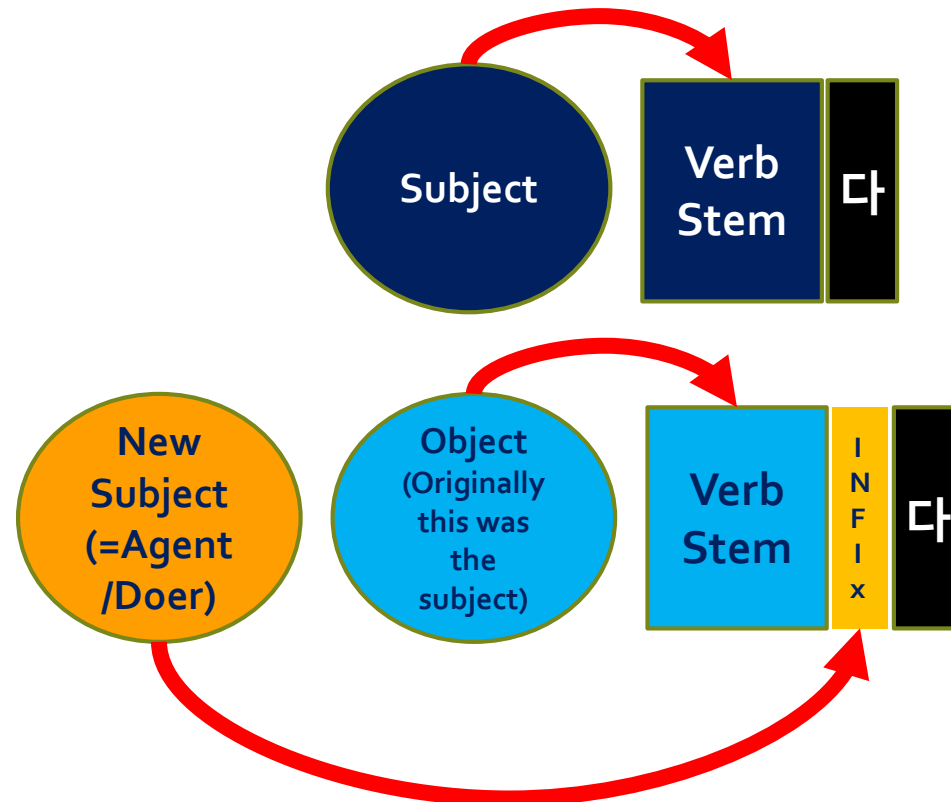 Subject
Verb
Stem
다
New
Subject
(=Agent
/Doer)
Object
(Originally
this was
the
subject)
Verb
Stem
I
N
F
I
x
다